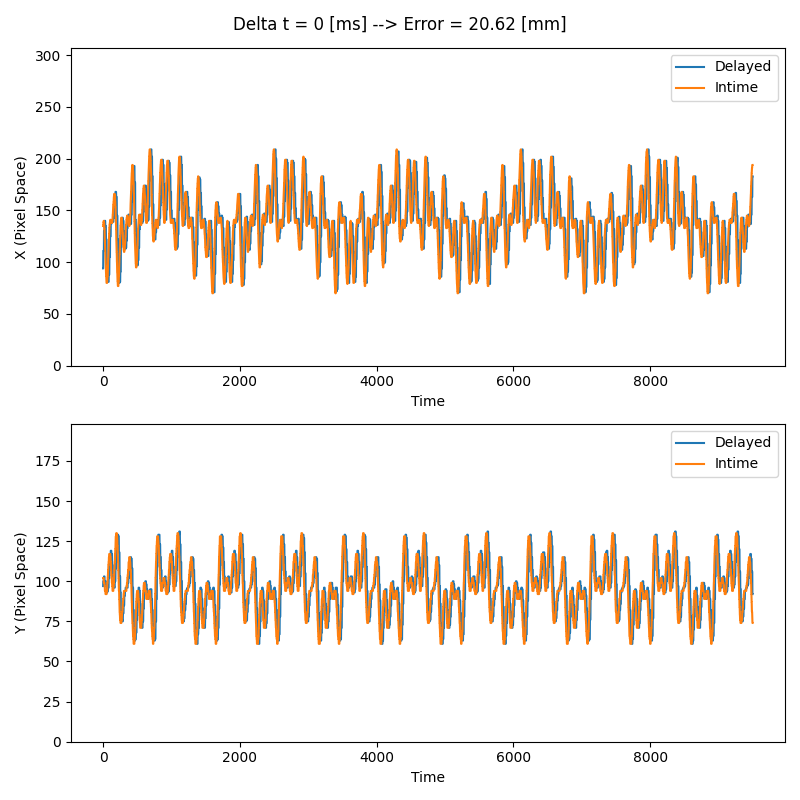 Delta t = 0 [ms] --> Error = 20.62 [mm]
300
250
200
150
100
50
0
X (Pixel Space)
Delayed
Intime
0
2000
4000
6000
8000
Time
175
150
125
100
75
50
25
0
Y (Pixel Space)
Delayed
Intime
0
2000
4000
6000
8000
Time